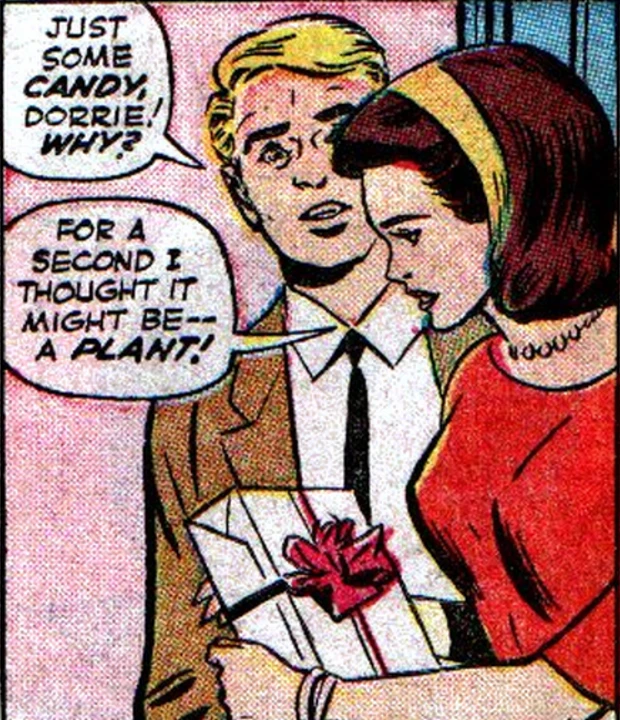 JUST
SOME
CANDY,
DORRIE!
WHY?
FOR A
SECOND I
THOUGHT IT
MIGHT BE--
A PLANT!